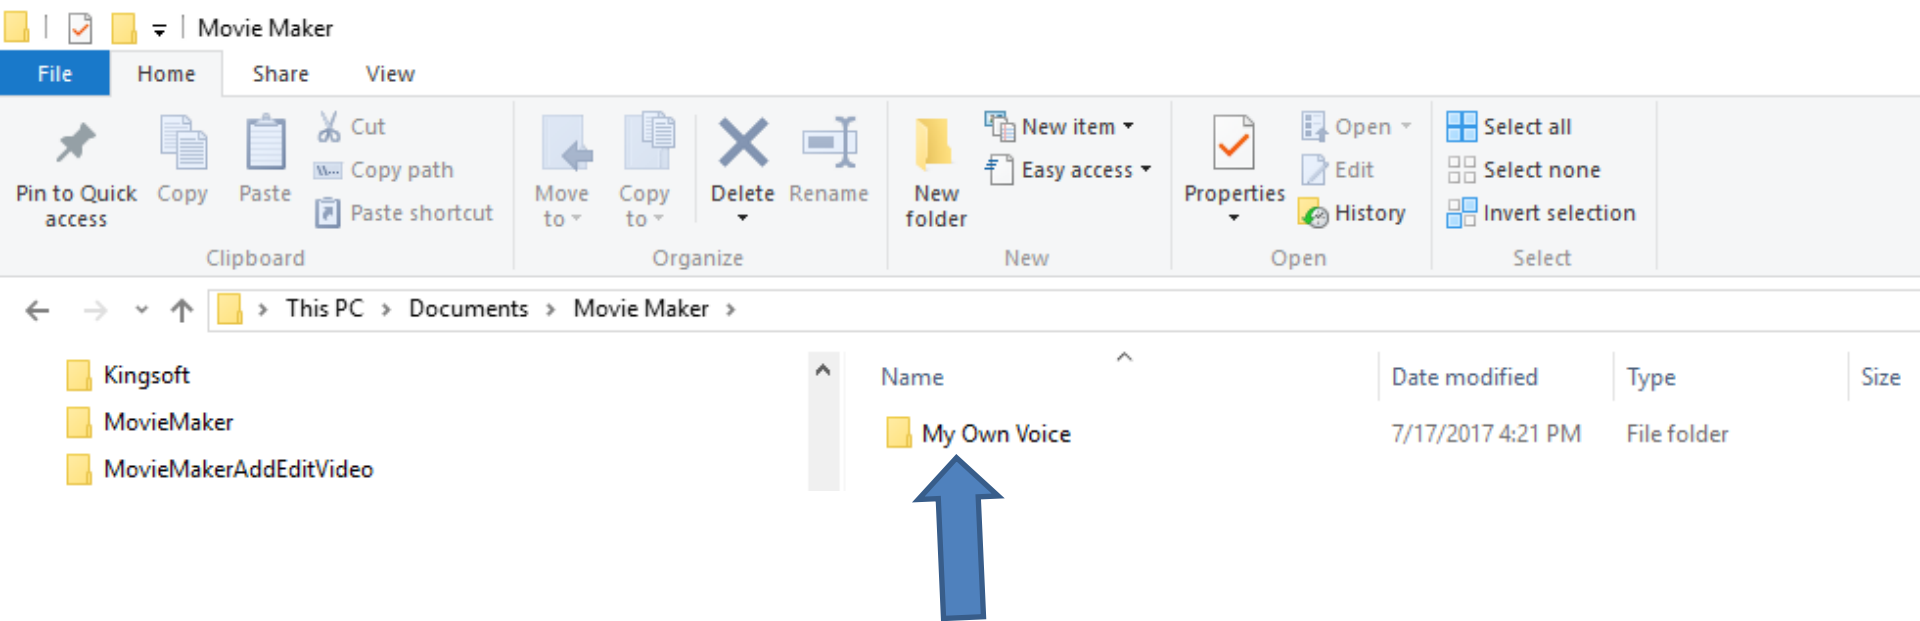 Movie Maker
File Home Share View
Pin to Quick access
Copy
Paste
Cut
Copy path
Paste shortcut
Clipboard
Move to
Copy to
Delete
Rename
Organize
New folder
New item
Easy access
New
Properties
Open
Edit
History
Open
Select all
Select none
Invert selection
Select
This PC > Documents > Movie Maker >
Kingsoft
MovieMaker
MovieMakerAddEditVideo
Name Date modified Type Size
My Own Voice 7/17/2017 4:21 PM File folder